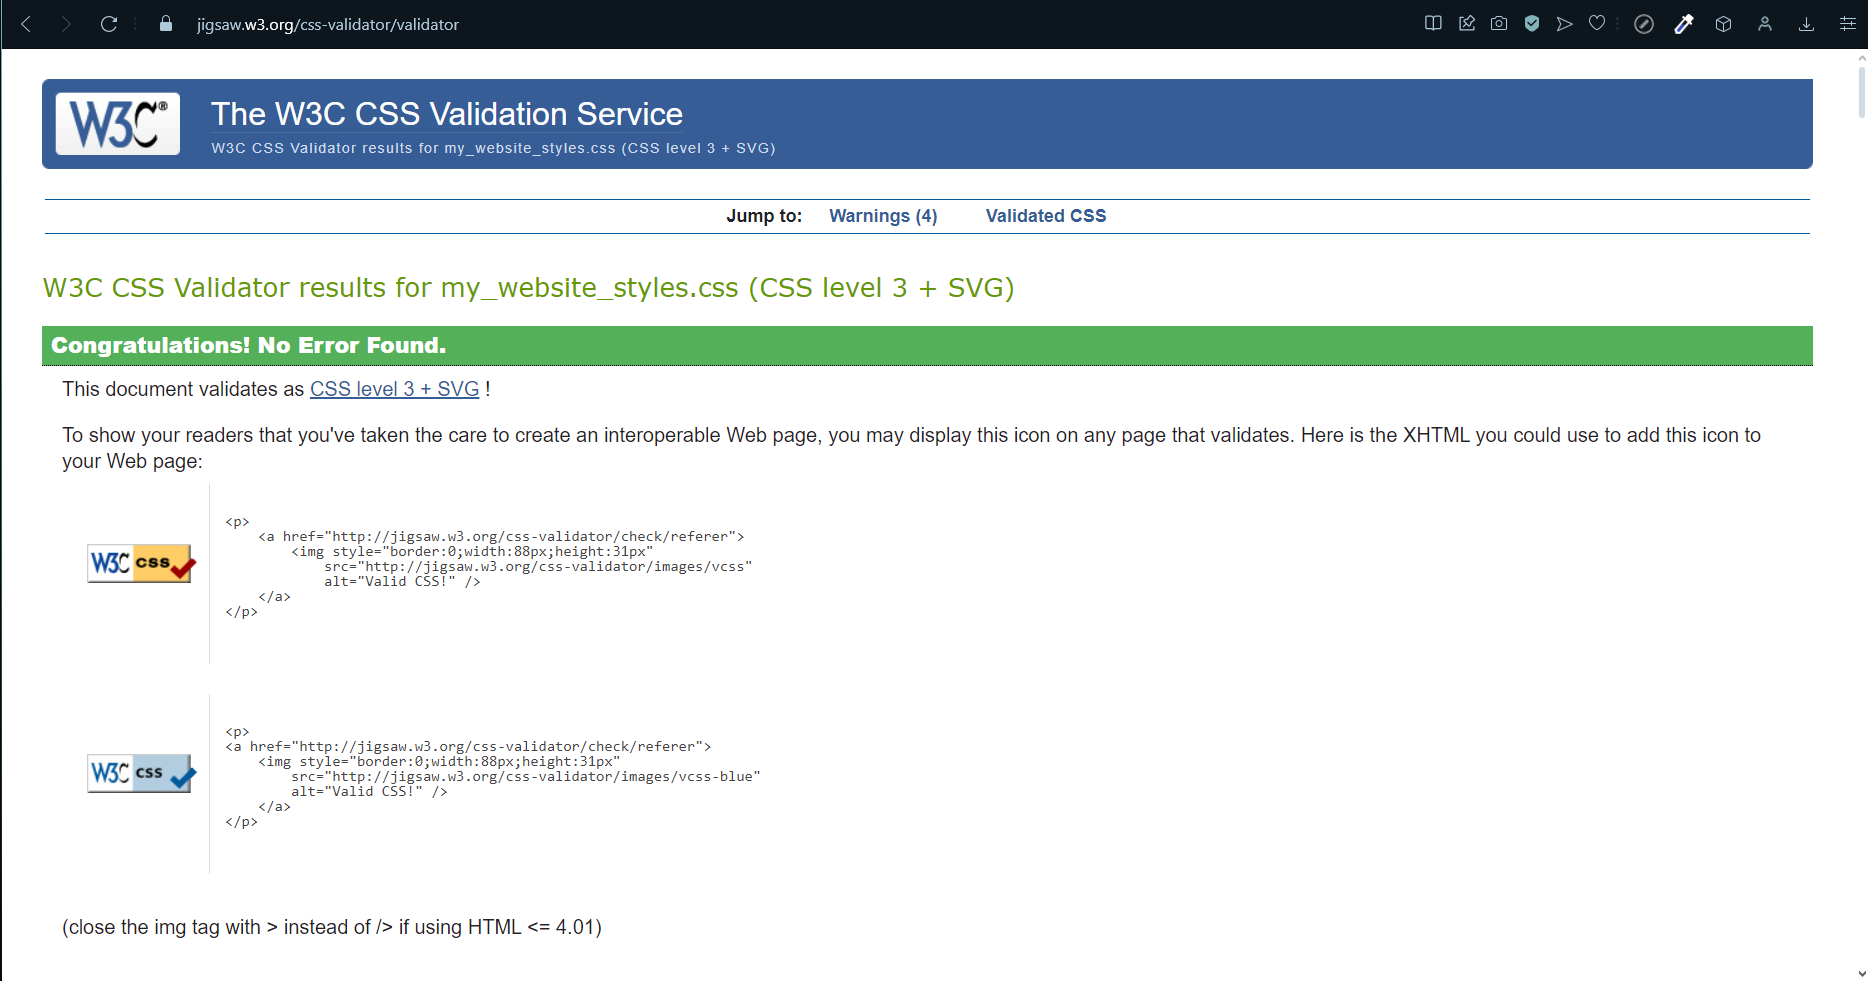 jigsaw.w3.org/css-validator/validator
W3C®
The W3C CSS Validation Service
W3C CSS Validator results for my_website_styles.css (CSS level 3 + SVG)
Jump to: Warnings (4) Validated CSS
W3C CSS Validator results for my_website_styles.css (CSS level 3 + SVG)
Congratulations! No Error Found.
This document validates as CSS level 3 + SVG !
To show your readers that you've taken the care to create an interoperable Web page, you may display this icon on any page that validates. Here is the XHTML you could use to add this icon to
your Web page:
W3C css
<p>
    <a href="http://jigsaw.w3.org/css-validator/check/referer">
        <img style="border:0;width:88px;height:31px"
            src="http://jigsaw.w3.org/css-validator/images/vcss"
            alt="Valid CSS!" />
    </a>
</p>
W3C css
<p>
<a href="http://jigsaw.w3.org/css-validator/check/referer">
    <img style="border:0;width:88px;height:31px"
        src="http://jigsaw.w3.org/css-validator/images/vcss-blue"
        alt="Valid CSS!" />
    </a>
</p>
(close the img tag with > instead of /> if using HTML <= 4.01)